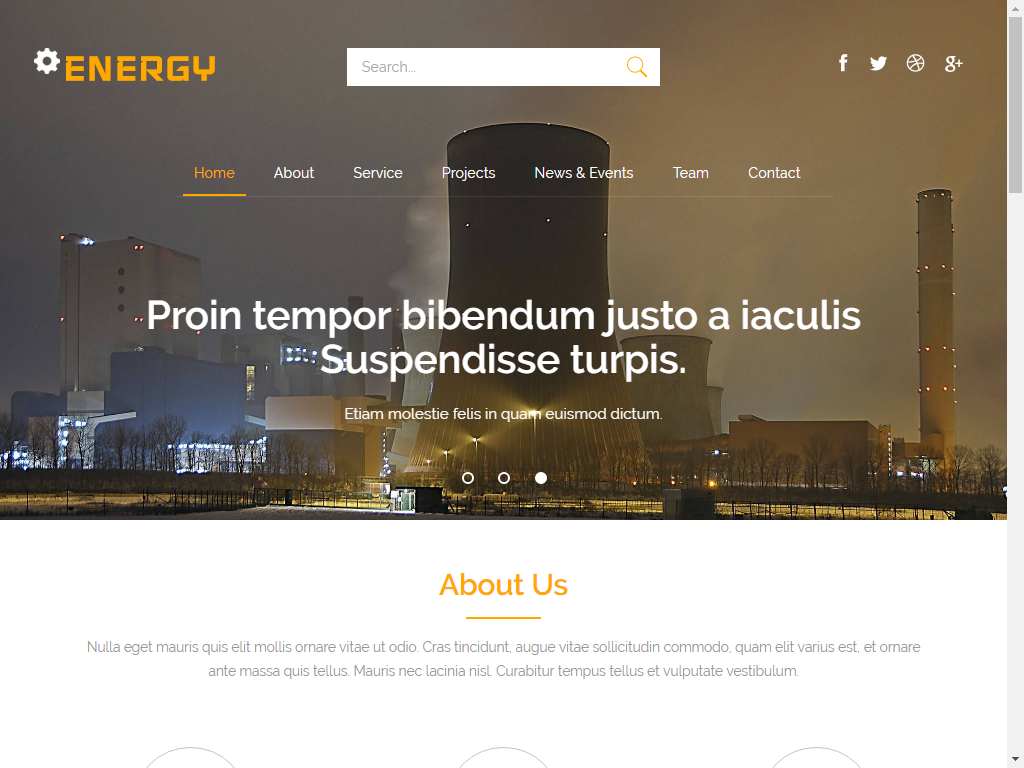 ENERGY
Search...
Home About Service Projects News & Events Team Contact
Proin tempor bibendum justo a iaculis
Suspendisse turpis.
Etiam molestie felis in quam euismod dictum.
About Us
Nulla eget mauris quis elit mollis ornare vitae ut odio. Cras tincidunt, augue vitae sollicitudin commodo, quam elit varius est, et ornare
ante massa quis tellus. Mauris nec lacinia nisl. Curabitur tempus tellus et vulputate vestibulum.